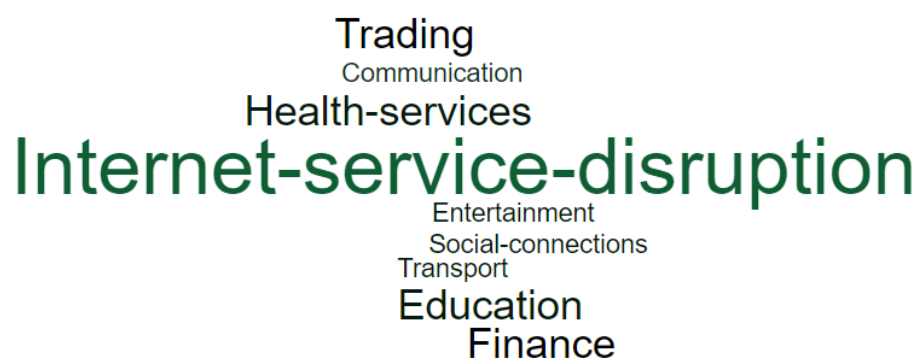 Trading
Communication
Health-services
Internet-service-disruption
Entertainment
Social-connections
Transport
Education
Finance